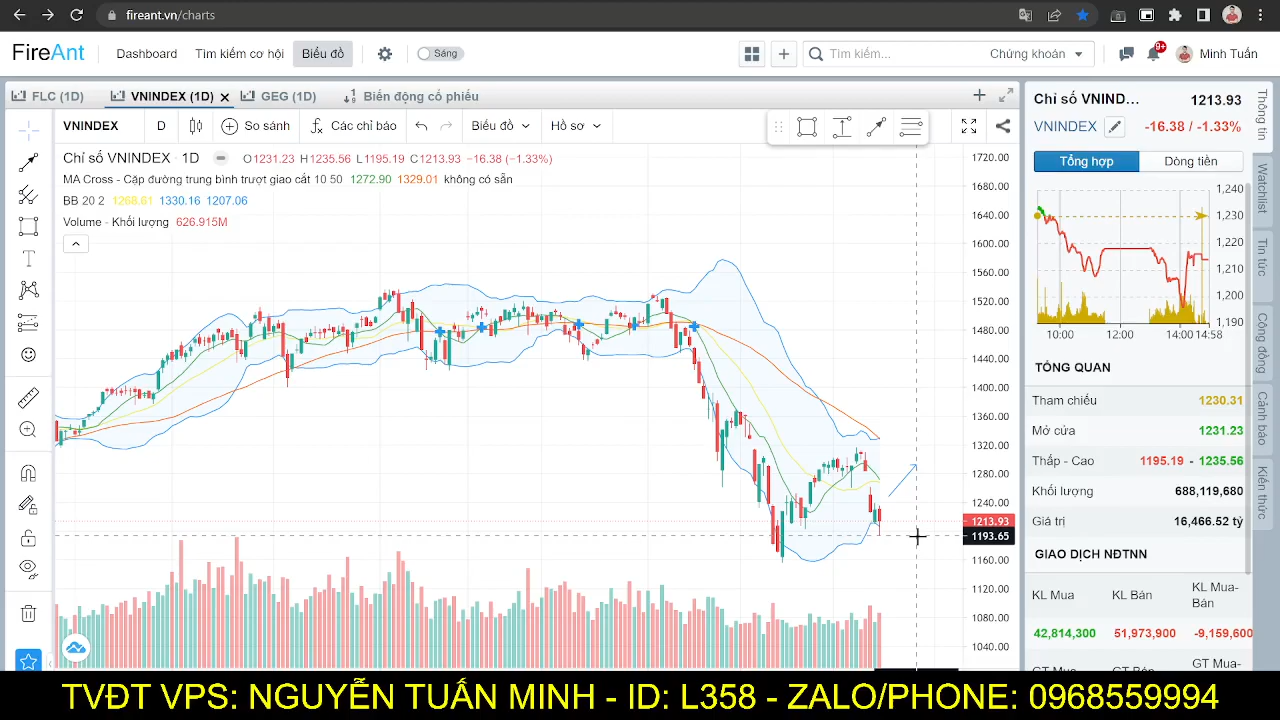 fireant.vn/charts
FireAnt
Dashboard
Tìm kiếm cơ hội
Biểu đồ
Sáng
Tìm kiếm...
Chứng khoán
9+
Minh Tuấn
FLC (1D)
VNINDEX (1D)
GEG (1D)
Biến động cổ phiếu
VNINDEX
D
So sánh
Các chỉ báo
Biểu đồ
Hồ sơ
Chỉ số VNINDEX · 1D
O1231.23 H1235.56 L1195.19 C1213.93 −16.38 (−1.33%)
MA Cross - Cặp đường trung bình trượt giao cắt 10 50 1272.90 1329.01 không có sẵn
BB 20 2 1268.61 1330.16 1207.06
Volume - Khối lượng 626.915M
1720.00
1680.00
1640.00
1600.00
1560.00
1520.00
1480.00
1440.00
1400.00
1360.00
1320.00
1280.00
1240.00
1213.93
1193.65
1160.00
1120.00
1080.00
1040.00
Chỉ số VNIND... 1213.93
VNINDEX -16.38 / -1.33%
Tổng hợp
Dòng tiền
1,240
1,230
1,220
1,210
1,200
1,190
10:00 12:00 14:00 14:58
TỔNG QUAN
Tham chiếu 1230.31
Mở cửa 1231.23
Thấp - Cao 1195.19 - 1235.56
Khối lượng 688,119,680
Giá trị 16,466.52 tỷ
GIAO DỊCH NĐTNN
KL Mua KL Bán KL Mua-
Bán
42,814,300 51,973,900 -9,159,600
GT Mua GT Bán GT Mua-
Thông tin
Watchlist
Tin tức
Cộng đồng
Cảnh báo
Kiến thức
TVĐT VPS: NGUYỄN TUẤN MINH - ID: L358 - ZALO/PHONE: 0968559994